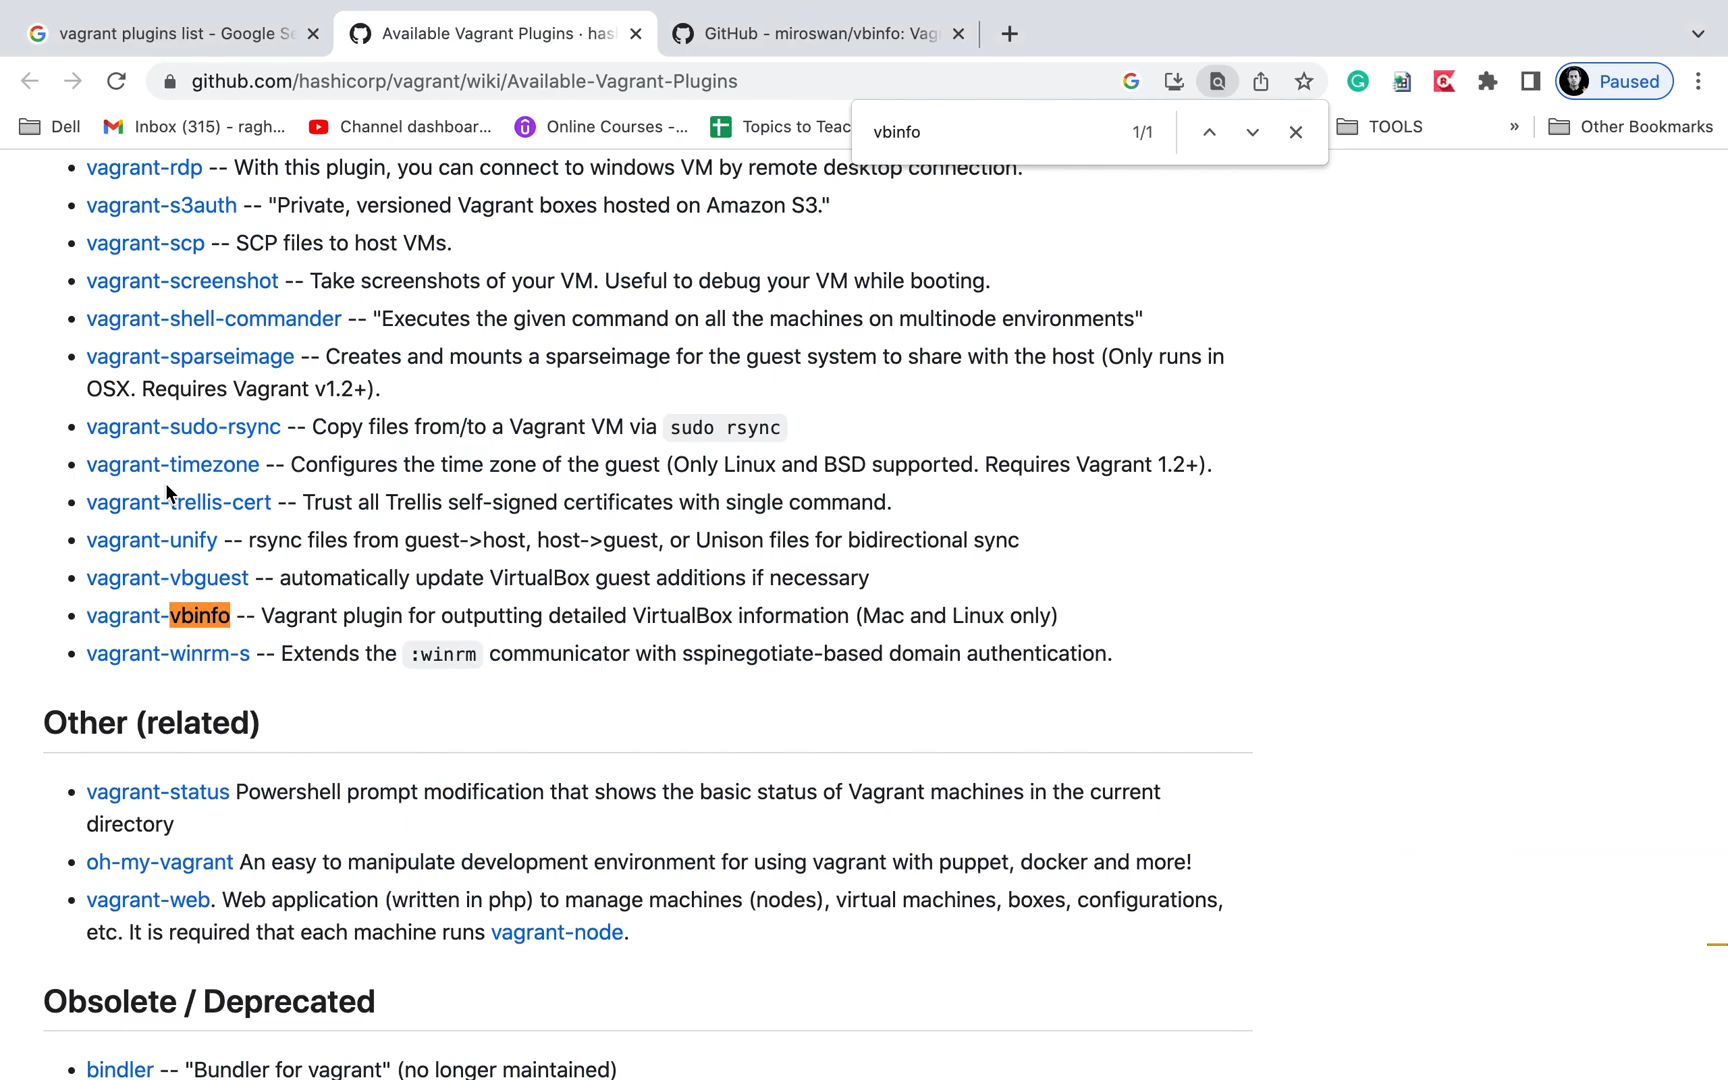 vagrant plugins list - Google Se
Available Vagrant Plugins · has
GitHub - miroswan/vbinfo: Vag
github.com/hashicorp/vagrant/wiki/Available-Vagrant-Plugins
Paused
Dell
Inbox (315) - ragh...
Channel dashboar...
Online Courses -...
Topics to Teac
TOOLS
»
Other Bookmarks
vbinfo
1/1
• vagrant-rdp -- With this plugin, you can connect to windows VM by remote desktop connection.
• vagrant-s3auth -- "Private, versioned Vagrant boxes hosted on Amazon S3."
• vagrant-scp -- SCP files to host VMs.
• vagrant-screenshot -- Take screenshots of your VM. Useful to debug your VM while booting.
• vagrant-shell-commander -- "Executes the given command on all the machines on multinode environments"
• vagrant-sparseimage -- Creates and mounts a sparseimage for the guest system to share with the host (Only runs in
OSX. Requires Vagrant v1.2+).
• vagrant-sudo-rsync -- Copy files from/to a Vagrant VM via sudo rsync
• vagrant-timezone -- Configures the time zone of the guest (Only Linux and BSD supported. Requires Vagrant 1.2+).
• vagrant-trellis-cert -- Trust all Trellis self-signed certificates with single command.
• vagrant-unify -- rsync files from guest->host, host->guest, or Unison files for bidirectional sync
• vagrant-vbguest -- automatically update VirtualBox guest additions if necessary
• vagrant-vbinfo -- Vagrant plugin for outputting detailed VirtualBox information (Mac and Linux only)
• vagrant-winrm-s -- Extends the :winrm communicator with sspinegotiate-based domain authentication.
Other (related)
• vagrant-status Powershell prompt modification that shows the basic status of Vagrant machines in the current
directory
• oh-my-vagrant An easy to manipulate development environment for using vagrant with puppet, docker and more!
• vagrant-web. Web application (written in php) to manage machines (nodes), virtual machines, boxes, configurations,
etc. It is required that each machine runs vagrant-node.
Obsolete / Deprecated
• bindler -- "Bundler for vagrant" (no longer maintained)